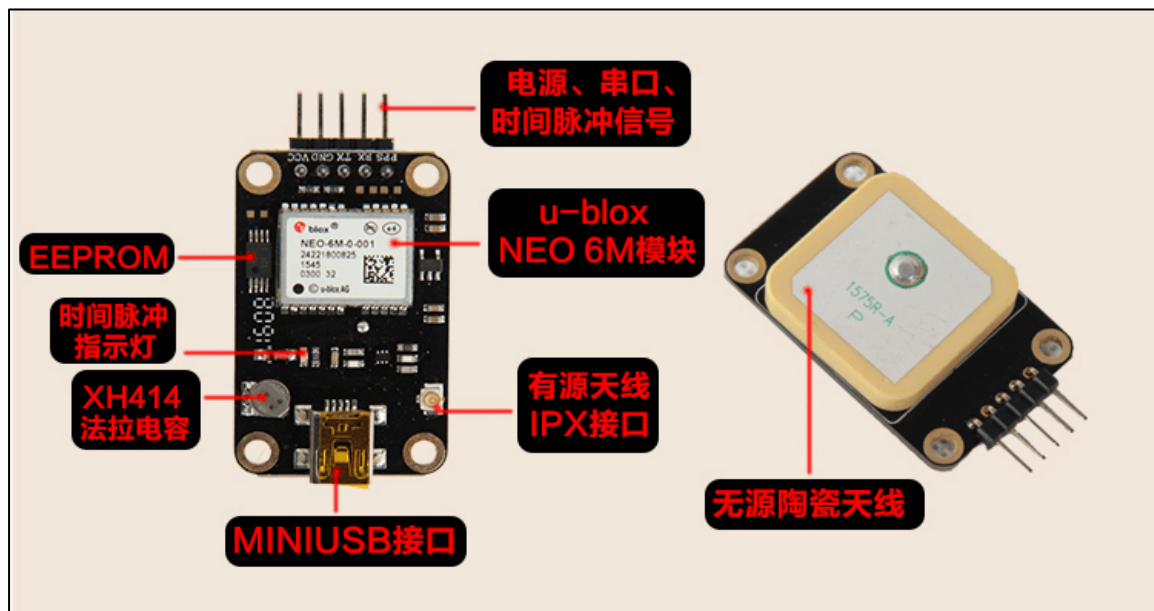 电源、串口、
时间脉冲信号
VCC GND TX RX PPS
u-blox
NEO 6M模块
blox
NEO-6M-0-001
24221800825
1545
0300 32
© u-blox AG
EEPROM
1608
时间脉冲
指示灯
XH414
法拉电容
有源天线
IPX接口
MINIUSB接口
1575R-A
P
无源陶瓷天线